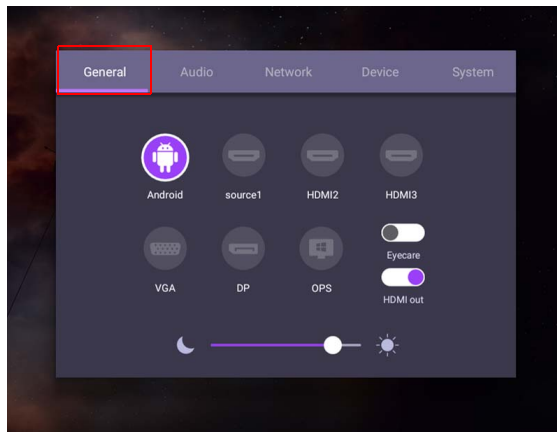 General Audio Network Device System
Android source1 HDMI2 HDMI3
Eyecare
VGA DP OPS
HDMI out